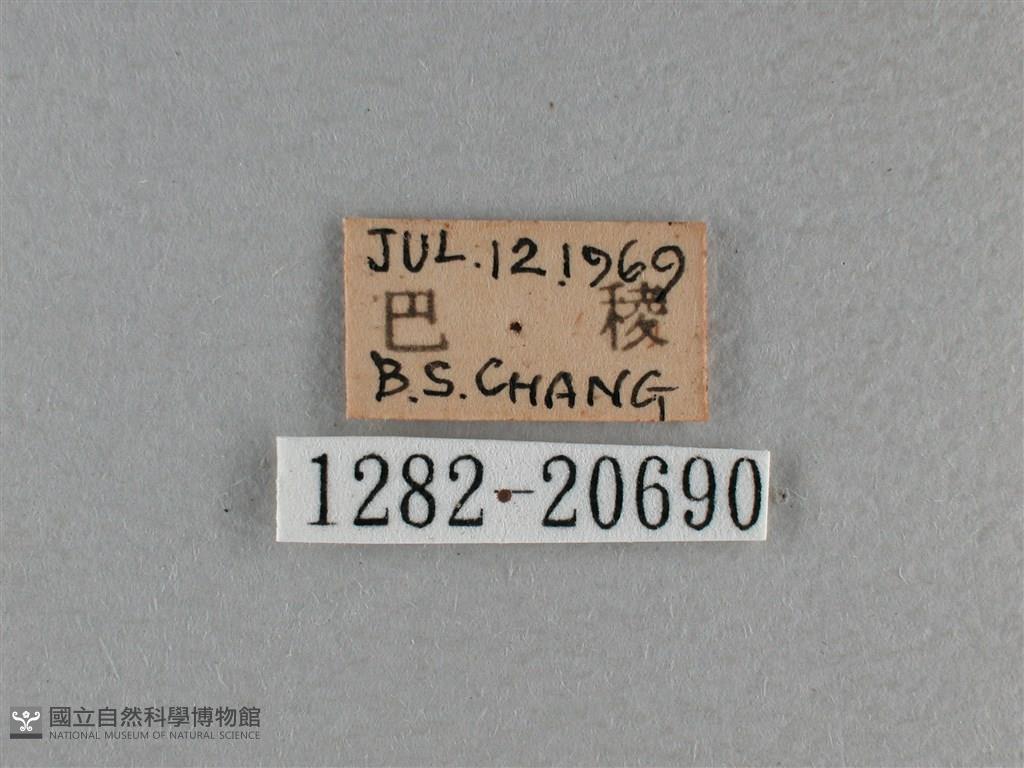 JUL.12.1969
巴 稜
B.S.CHANG
1282-20690
國立自然科學博物館
NATIONAL MUSEUM OF NATURAL SCIENCE